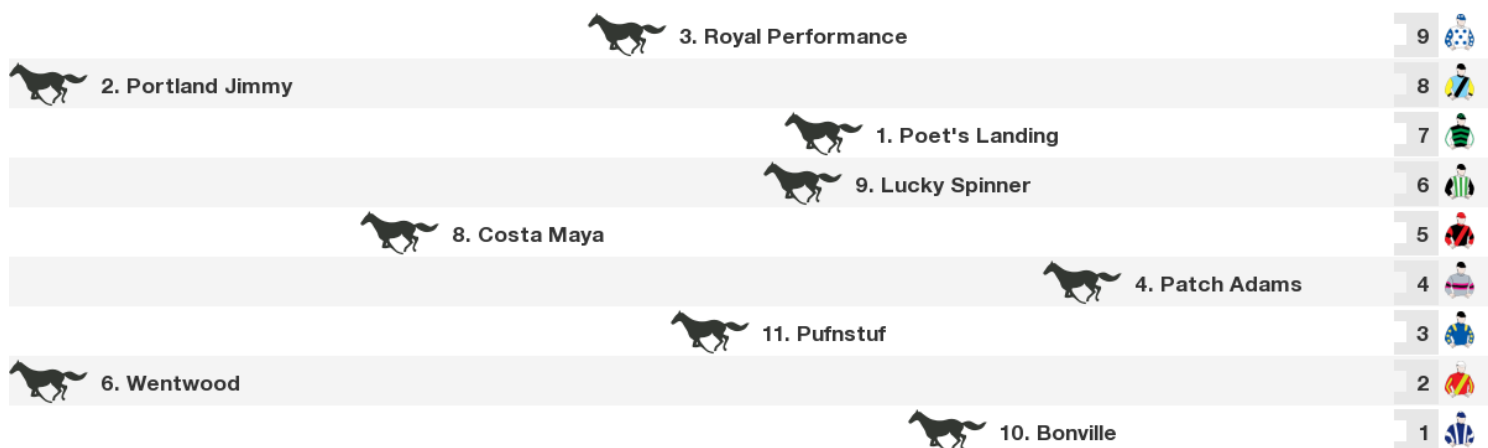 3. Royal Performance 9
2. Portland Jimmy 8
1. Poet's Landing 7
9. Lucky Spinner 6
8. Costa Maya 5
4. Patch Adams 4
11. Pufnstuf 3
6. Wentwood 2
10. Bonville 1